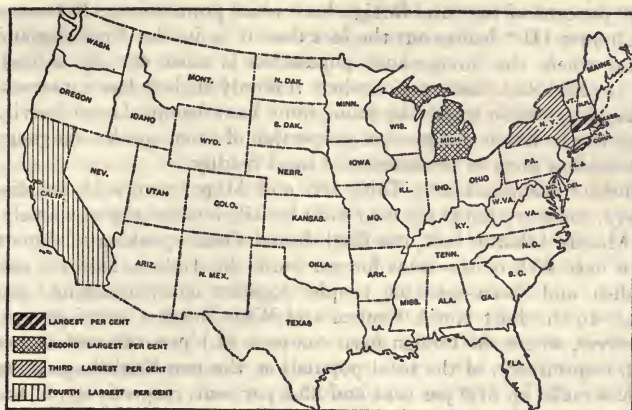 WASH.
MONT.
N. DAK.
MINN.
MAINE
VT.
N.H.
OREGON
IDAHO
S. DAK.
WIS.
MICH.
N. Y.
MASS.
CONN.
WYO.
NEBR.
IOWA
PA.
N.J.
NEV.
UTAH
COLO.
ILL.
IND.
OHIO
W.VA.
MD.
DEL.
CALIF.
KANSAS
MO.
KY.
VA.
ARIZ.
N. MEX.
OKLA.
ARK.
TENN.
N.C.
S. C.
MISS.
ALA.
GA.
TEXAS
LA.
FLA.
LARGEST PER CENT
SECOND LARGEST PER CENT
THIRD LARGEST PER CENT
FOURTH LARGEST PER CENT